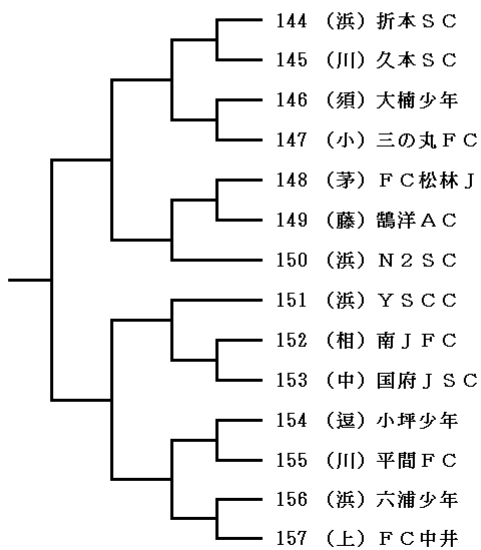 144 （浜）折本ＳＣ
145 （川）久本ＳＣ
146 （須）大楠少年
147 （小）三の丸ＦＣ
148 （茅）ＦＣ松林Ｊ
149 （藤）鵠洋ＡＣ
150 （浜）Ｎ２ＳＣ
151 （浜）ＹＳＣＣ
152 （相）南ＪＦＣ
153 （中）国府ＪＳＣ
154 （逗）小坪少年
155 （川）平間ＦＣ
156 （浜）六浦少年
157 （上）ＦＣ中井